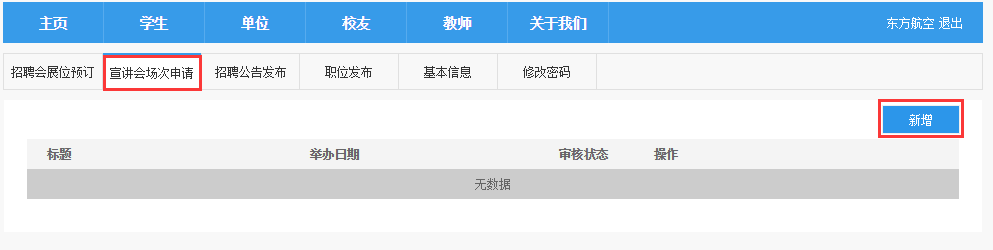 主页 学生 单位 校友 教师 关于我们 东方航空 退出
招聘会展位预订 宣讲会场次申请 招聘公告发布 职位发布 基本信息 修改密码
新增
标题 举办日期 审核状态 操作
无数据